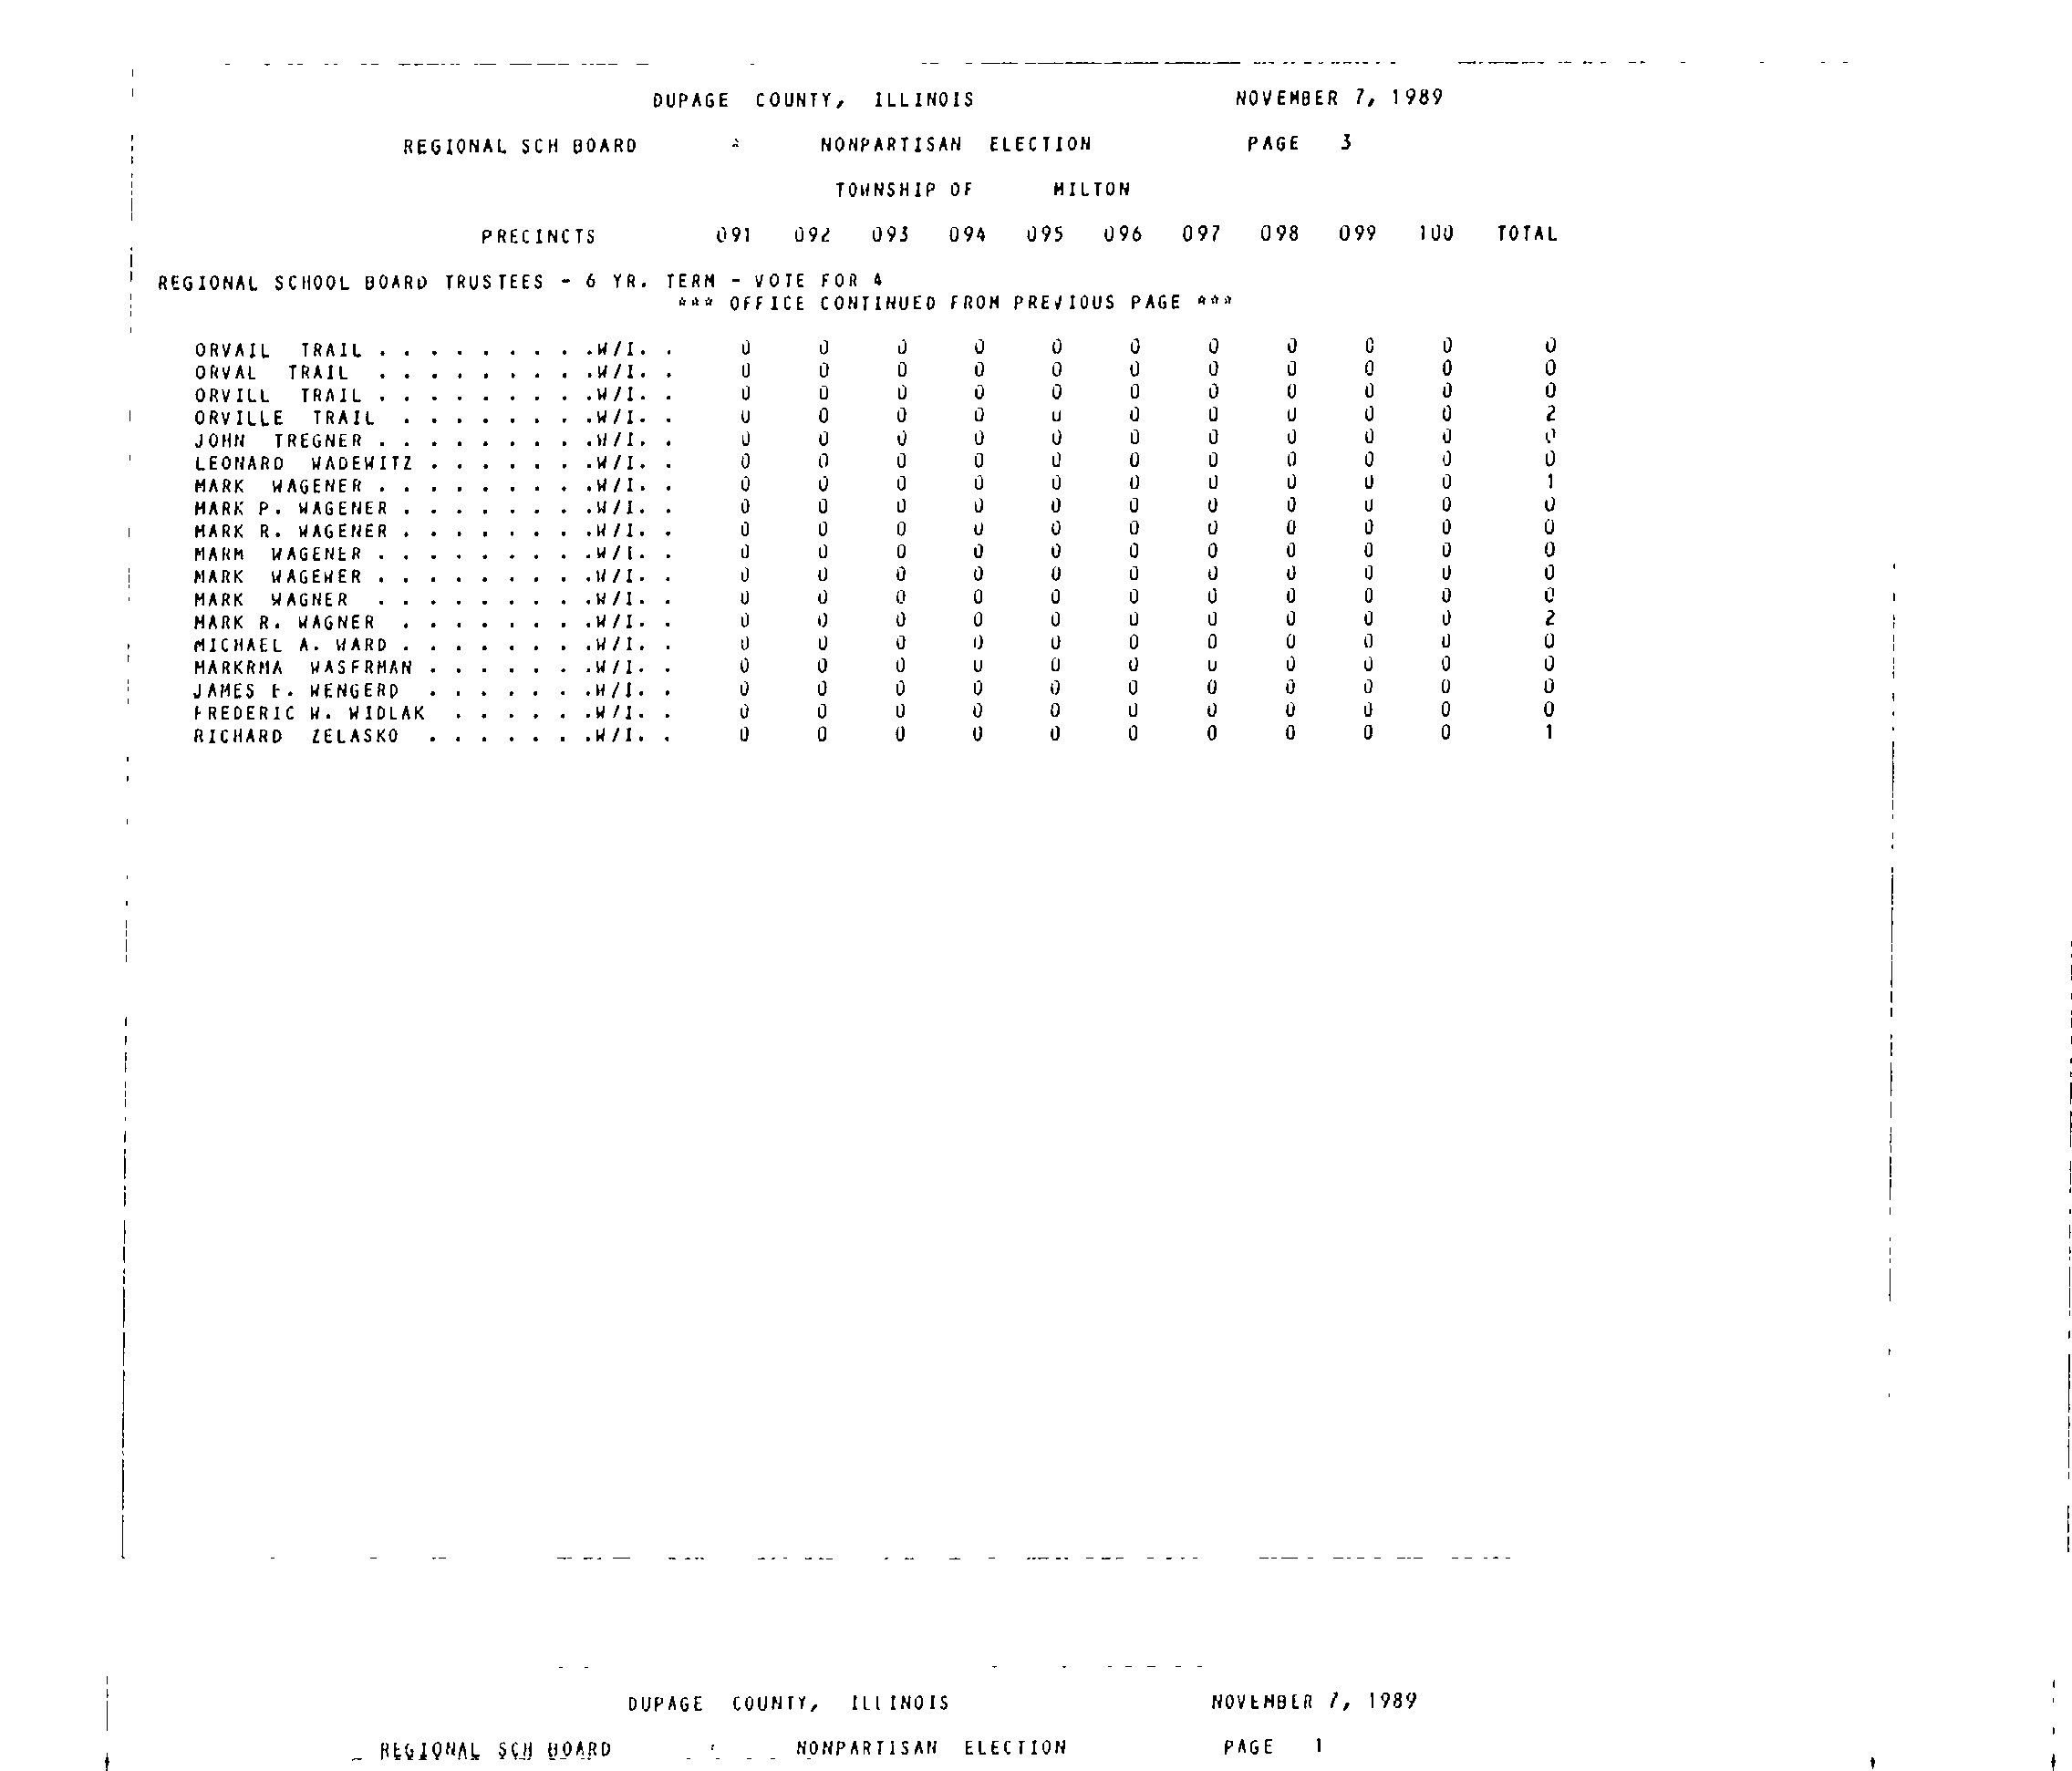 DUPAGE COUNTY, ILLINOIS NOVEMBER 7, 1989
REGIONAL SCH BOARD * NONPARTISAN ELECTION PAGE 3
TOWNSHIP OF MILTON
PRECINCTS 091 092 093 094 095 096 097 098 099 100 TOTAL
REGIONAL SCHOOL BOARD TRUSTEES - 6 YR. TERM - VOTE FOR 4
*** OFFICE CONTINUED FROM PREVIOUS PAGE ***
ORVAIL TRAIL . . . . . . . . .W/I. . 0 0 0 0 0 0 0 0 0 0 0
ORVAL TRAIL . . . . . . . . .W/I. . 0 0 0 0 0 0 0 0 0 0 0
ORVILL TRAIL . . . . . . . . .W/I. . 0 0 0 0 0 0 0 0 0 0 0
ORVILLE TRAIL . . . . . . . .W/I. . 0 0 0 0 0 0 0 0 0 0 2
JOHN TREGNER . . . . . . . . .W/I. . 0 0 0 0 0 0 0 0 0 0 0
LEONARD WADEWITZ . . . . . . .W/I. . 0 0 0 0 0 0 0 0 0 0 0
MARK WAGENER . . . . . . . . .W/I. . 0 0 0 0 0 0 0 0 0 0 1
MARK P. WAGENER . . . . . . . .W/I. . 0 0 0 0 0 0 0 0 0 0 0
MARK R. WAGENER . . . . . . . .W/I. . 0 0 0 0 0 0 0 0 0 0 0
MARM WAGENER . . . . . . . . .W/I. . 0 0 0 0 0 0 0 0 0 0 0
MARK WAGEWER . . . . . . . . .W/I. . 0 0 0 0 0 0 0 0 0 0 0
MARK WAGNER . . . . . . . . .W/I. . 0 0 0 0 0 0 0 0 0 0 0
MARK R. WAGNER . . . . . . . .W/I. . 0 0 0 0 0 0 0 0 0 0 2
MICHAEL A. WARD . . . . . . . .W/I. . 0 0 0 0 0 0 0 0 0 0 0
MARKRMA WASERMAN . . . . . . .W/I. . 0 0 0 0 0 0 0 0 0 0 0
JAMES E. WENGERD . . . . . . .W/I. . 0 0 0 0 0 0 0 0 0 0 0
FREDERIC W. WIDLAK . . . . . .W/I. . 0 0 0 0 0 0 0 0 0 0 0
RICHARD ZELASKO . . . . . . .W/I. . 0 0 0 0 0 0 0 0 0 0 1
DUPAGE COUNTY, ILLINOIS NOVEMBER 7, 1989
REGIONAL SCH BOARD NONPARTISAN ELECTION PAGE 1